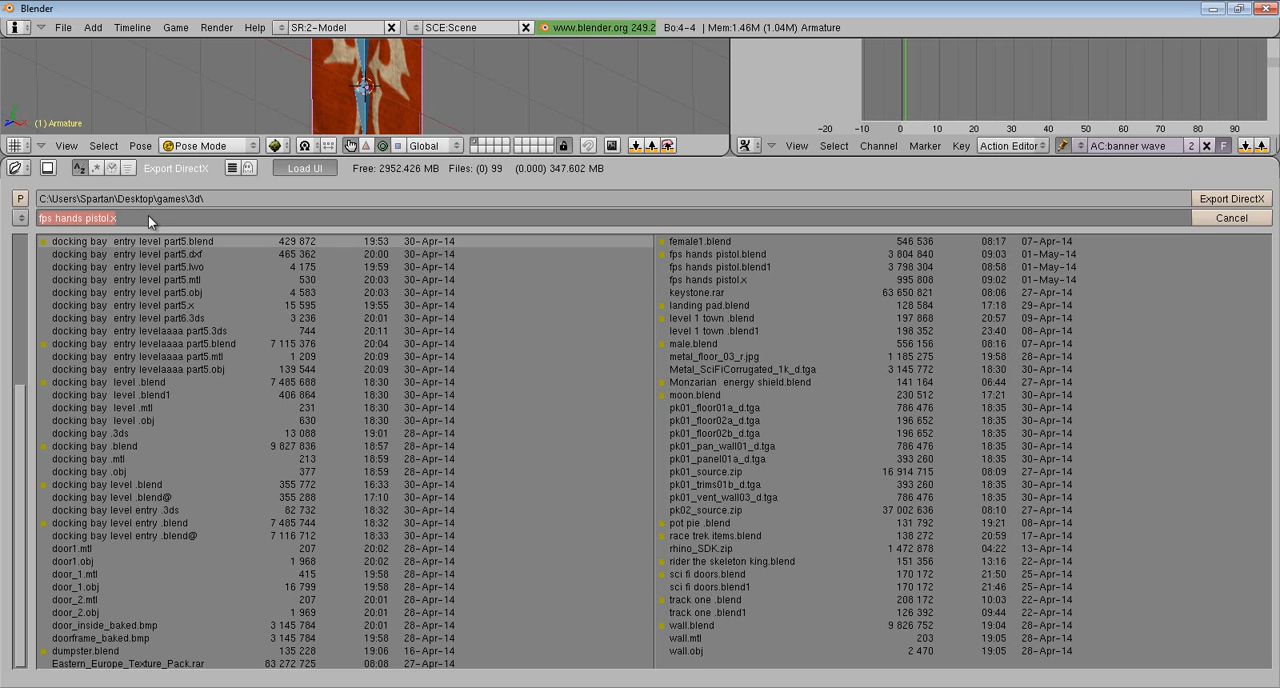 Blender
File Add Timeline Game Render Help SR:2-Model SCE:Scene www.blender.org 249.2 Bo:4-4 | Mem:1.46M (1.04M) Armature
(1) Armature
-20 -10 0 10 20 30 40 50 60 70 80 90
View Select Pose Pose Mode Global View Select Channel Marker Key Action Editor AC:banner wave 2 X F
Export DirectX Load UI Free: 2952.426 MB Files: (0) 99 (0.000) 347.602 MB
P C:\Users\Spartan\Desktop\games\3d\ Export DirectX
fps hands pistol.x Cancel
docking bay entry level part5.blend 429 872 19:53 30-Apr-14
docking bay entry level part5.dxf 465 362 20:00 30-Apr-14
docking bay entry level part5.lwo 4 175 19:59 30-Apr-14
docking bay entry level part5.mtl 530 20:03 30-Apr-14
docking bay entry level part5.obj 4 583 20:03 30-Apr-14
docking bay entry level part5.x 15 595 19:55 30-Apr-14
docking bay entry level part6.3ds 3 236 20:01 30-Apr-14
docking bay entry levelaaaa part5.3ds 744 20:11 30-Apr-14
docking bay entry levelaaaa part5.blend 7 115 376 20:04 30-Apr-14
docking bay entry levelaaaa part5.mtl 1 209 20:09 30-Apr-14
docking bay entry levelaaaa part5.obj 139 544 20:09 30-Apr-14
docking bay level .blend 7 485 688 18:30 30-Apr-14
docking bay level .blend1 406 864 18:30 30-Apr-14
docking bay level .mtl 231 18:30 30-Apr-14
docking bay level .obj 630 18:30 30-Apr-14
docking bay .3ds 13 088 19:01 28-Apr-14
docking bay .blend 9 827 836 18:57 28-Apr-14
docking bay .mtl 213 18:59 28-Apr-14
docking bay .obj 377 18:59 28-Apr-14
docking bay level .blend 355 772 16:33 30-Apr-14
docking bay level .blend@ 355 288 17:10 30-Apr-14
docking bay level entry .3ds 82 732 18:32 30-Apr-14
docking bay level entry .blend 7 485 744 18:32 30-Apr-14
docking bay level entry .blend@ 7 116 712 18:33 30-Apr-14
door1.mtl 207 20:02 28-Apr-14
door1.obj 1 968 20:02 28-Apr-14
door_1.mtl 415 19:58 28-Apr-14
door_1.obj 16 799 19:58 28-Apr-14
door_2.mtl 207 20:01 28-Apr-14
door_2.obj 1 969 20:01 28-Apr-14
door_inside_baked.bmp 3 145 784 20:01 28-Apr-14
doorframe_baked.bmp 3 145 784 19:58 28-Apr-14
dumpster.blend 135 228 19:06 16-Apr-14
Eastern_Europe_Texture_Pack.rar 83 272 725 08:08 27-Apr-14
female1.blend 546 536 08:17 07-Apr-14
fps hands pistol.blend 3 804 840 09:03 01-May-14
fps hands pistol.blend1 3 798 304 08:58 01-May-14
fps hands pistol.x 995 808 09:02 01-May-14
keystone.rar 63 650 821 08:06 27-Apr-14
landing pad.blend 128 584 17:18 29-Apr-14
level 1 town .blend 197 868 20:57 09-Apr-14
level 1 town .blend1 198 352 23:40 08-Apr-14
male.blend 556 156 08:16 07-Apr-14
metal_floor_03_r.jpg 1 185 275 19:58 28-Apr-14
Metal_SciFiCorrugated_1k_d.tga 3 145 772 18:30 30-Apr-14
Monzarian energy shield.blend 141 164 06:44 27-Apr-14
moon.blend 230 512 17:21 30-Apr-14
pk01_floor01a_d.tga 786 476 18:35 30-Apr-14
pk01_floor02a_d.tga 196 652 18:35 30-Apr-14
pk01_floor02b_d.tga 196 652 18:35 30-Apr-14
pk01_pan_wall01_d.tga 786 476 18:35 30-Apr-14
pk01_panel01a_d.tga 393 260 18:35 30-Apr-14
pk01_source.zip 16 914 715 08:09 27-Apr-14
pk01_trims01b_d.tga 393 260 18:35 30-Apr-14
pk01_vent_wall03_d.tga 786 476 18:35 30-Apr-14
pk02_source.zip 37 002 636 08:10 27-Apr-14
pot pie .blend 131 792 19:21 08-Apr-14
race trek items.blend 138 272 20:59 17-Apr-14
rhino_SDK.zip 1 472 878 04:22 13-Apr-14
rider the skeleton king.blend 151 356 13:16 22-Apr-14
sci fi doors.blend 170 172 21:50 25-Apr-14
sci fi doors.blend1 170 172 21:46 25-Apr-14
track one .blend 208 172 10:03 22-Apr-14
track one .blend1 126 392 09:44 22-Apr-14
wall.blend 9 826 752 19:04 28-Apr-14
wall.mtl 203 19:05 28-Apr-14
wall.obj 2 470 19:05 28-Apr-14